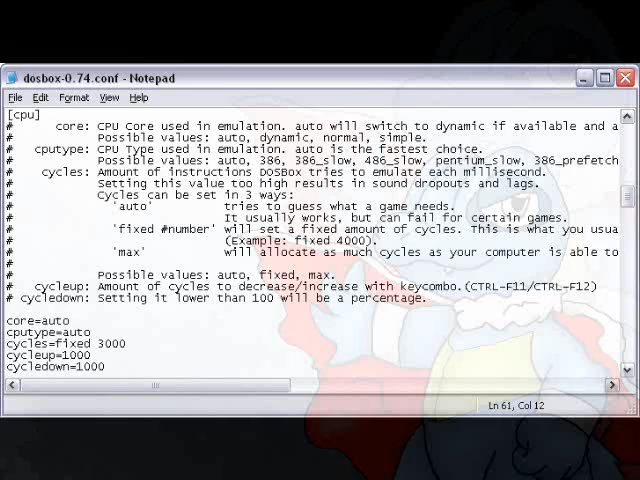 dosbox-0.74.conf - Notepad
File Edit Format View Help
[cpu]
# core: CPU Core used in emulation. auto will switch to dynamic if available and a
# Possible values: auto, dynamic, normal, simple.
# cputype: CPU Type used in emulation. auto is the fastest choice.
# Possible values: auto, 386, 386_slow, 486_slow, pentium_slow, 386_prefetch
# cycles: Amount of instructions DOSBox tries to emulate each millisecond.
# Setting this value too high results in sound dropouts and lags.
# Cycles can be set in 3 ways:
# 'auto' tries to guess what a game needs.
# It usually works, but can fail for certain games.
# 'fixed #number' will set a fixed amount of cycles. This is what you usua
# (Example: fixed 4000).
# 'max' will allocate as much cycles as your computer is able to
#
# Possible values: auto, fixed, max.
# cycleup: Amount of cycles to decrease/increase with keycombo.(CTRL-F11/CTRL-F12)
# cycledown: Setting it lower than 100 will be a percentage.
core=auto
cputype=auto
cycles=fixed 3000
cycleup=1000
cycledown=1000
Ln 61, Col 12